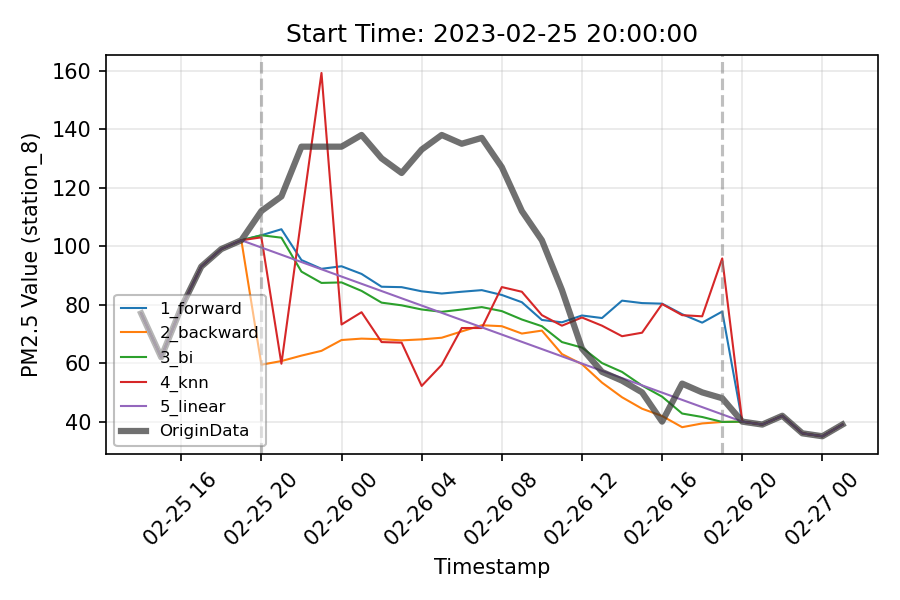 Start Time: 2023-02-25 20:00:00
PM2.5 Value (station_8)
160
140
120
100
80
60
40
1_forward
2_backward
3_bi
4_knn
5_linear
OriginData
02-25 16
02-25 20
02-26 00
02-26 04
02-26 08
02-26 12
02-26 16
02-26 20
02-27 00
Timestamp